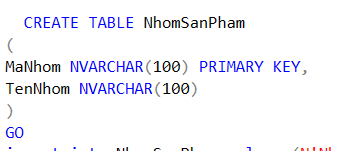 CREATE TABLE NhomSanPham
(
MaNhom NVARCHAR(100) PRIMARY KEY,
TenNhom NVARCHAR(100)
)
GO